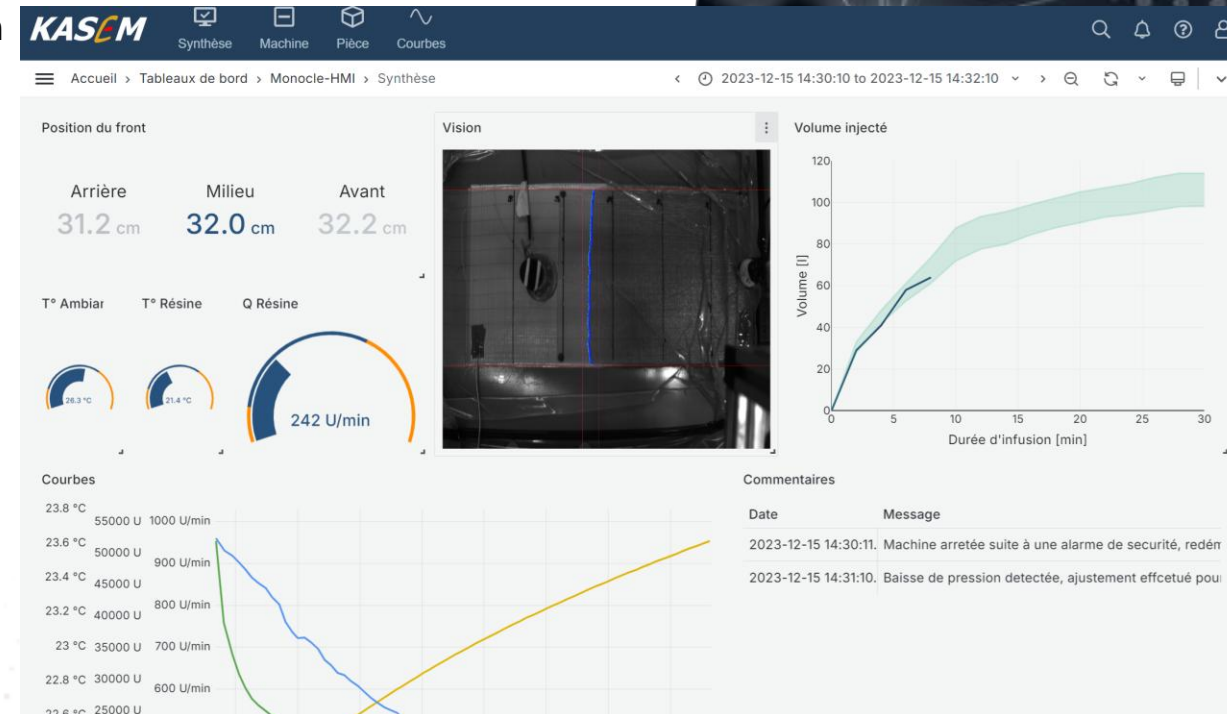 KASEM
Synthèse Machine Pièce Courbes
Accueil > Tableaux de bord > Monocle-HMI > Synthèse
2023-12-15 14:30:10 to 2023-12-15 14:32:10
Position du front
Arrière Milieu Avant
31.2 cm 32.0 cm 32.2 cm
T° Ambiar T° Résine Q Résine
26.3 °C 21.4 °C 242 U/min
Vision
Volume injecté
120
100
80
60
40
20
0
Volume [l]
0 5 10 15 20 25 30
Durée d'infusion [min]
Courbes
23.8 °C 55000 U 1000 U/min
23.6 °C 50000 U 900 U/min
23.4 °C 45000 U
23.2 °C 40000 U 800 U/min
23 °C 35000 U 700 U/min
22.8 °C 30000 U 600 U/min
22.6 °C 25000 U
Commentaires
Date Message
2023-12-15 14:30:11. Machine arretée suite à une alarme de securité, redém
2023-12-15 14:31:10. Baisse de pression detectée, ajustement effcetué pour